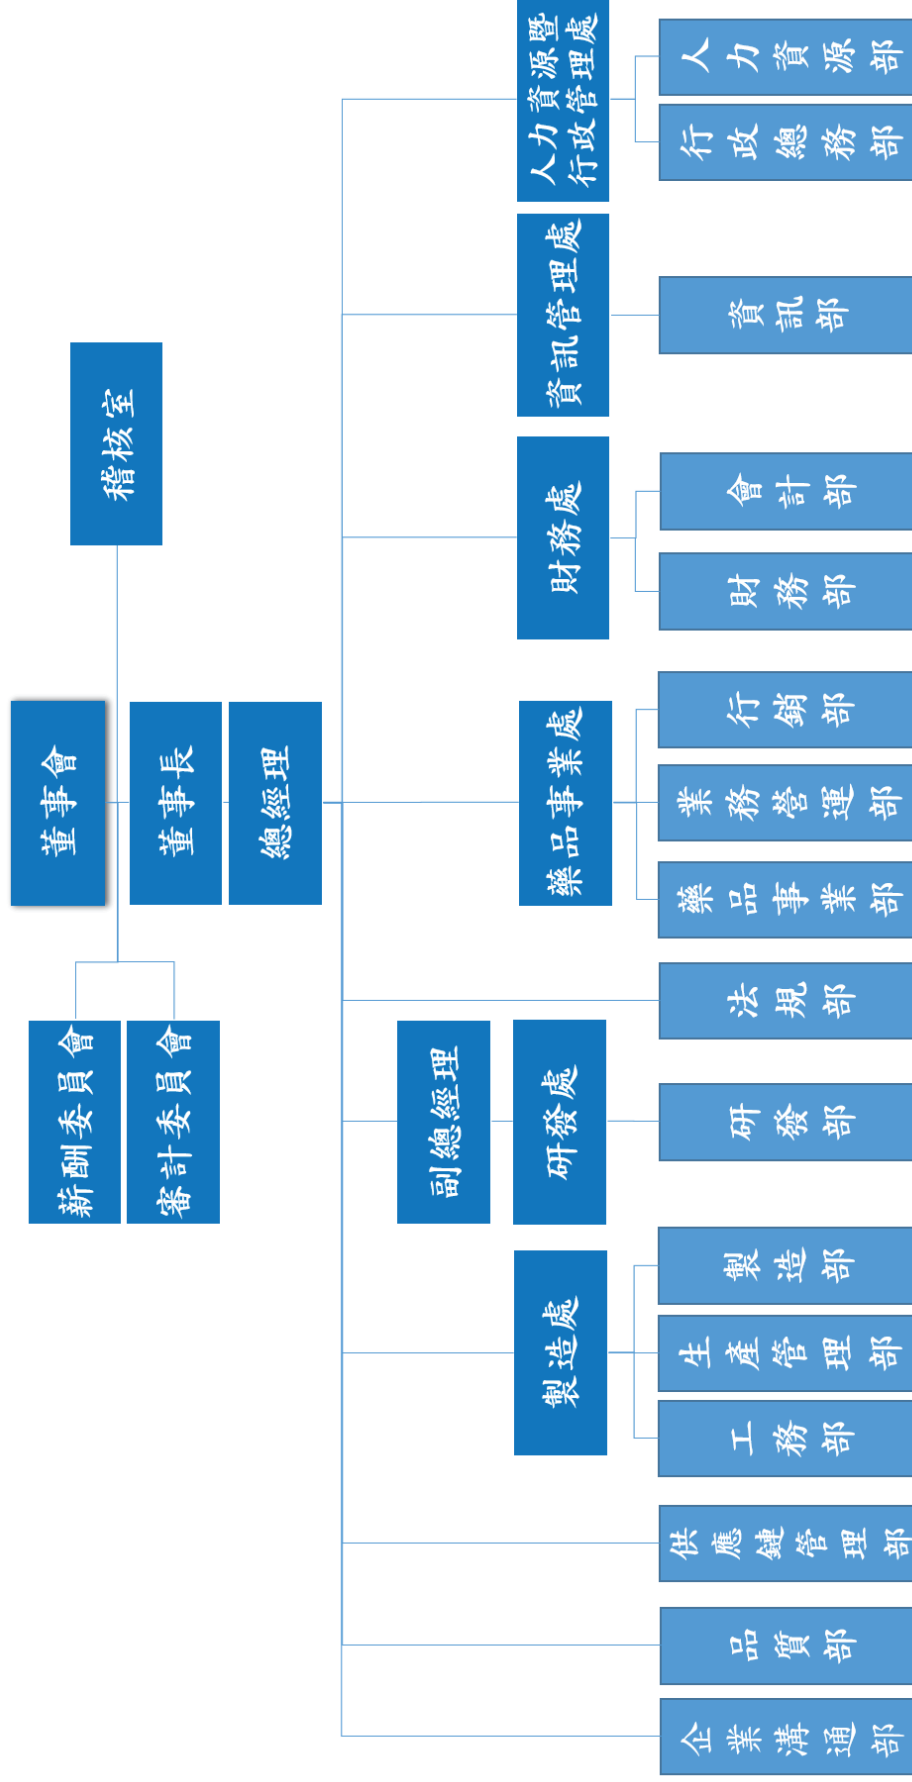 董事會
薪酬委員會
審計委員會
稽核室
董事長
總經理
副總經理
製造處
研發處
藥品事業處
財務處
資訊管理處
人力資源暨
行政管理處
企業溝通部
品質部
供應鏈管理部
工務部
生產管理部
製造部
研發部
法規部
藥品事業部
業務營運部
行銷部
財務部
會計部
資訊部
行政總務部
人力資源部